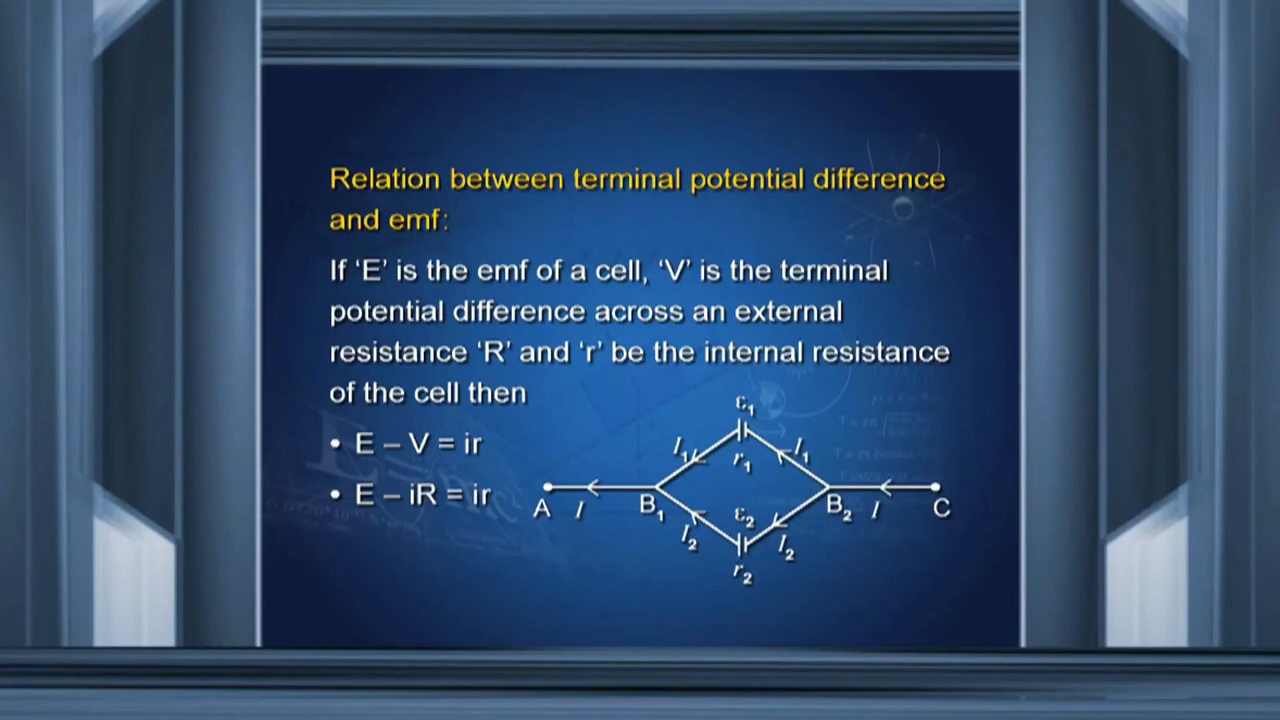 Relation between terminal potential difference
and emf:
If ‘E’ is the emf of a cell, ‘V’ is the terminal
potential difference across an external
resistance ‘R’ and ‘r’ be the internal resistance
of the cell then
• E – V = ir
• E – iR = ir
ε₁
I₁ r₁ I₁
A I B₁ B₂ I C
I₂ ε₂ I₂
r₂